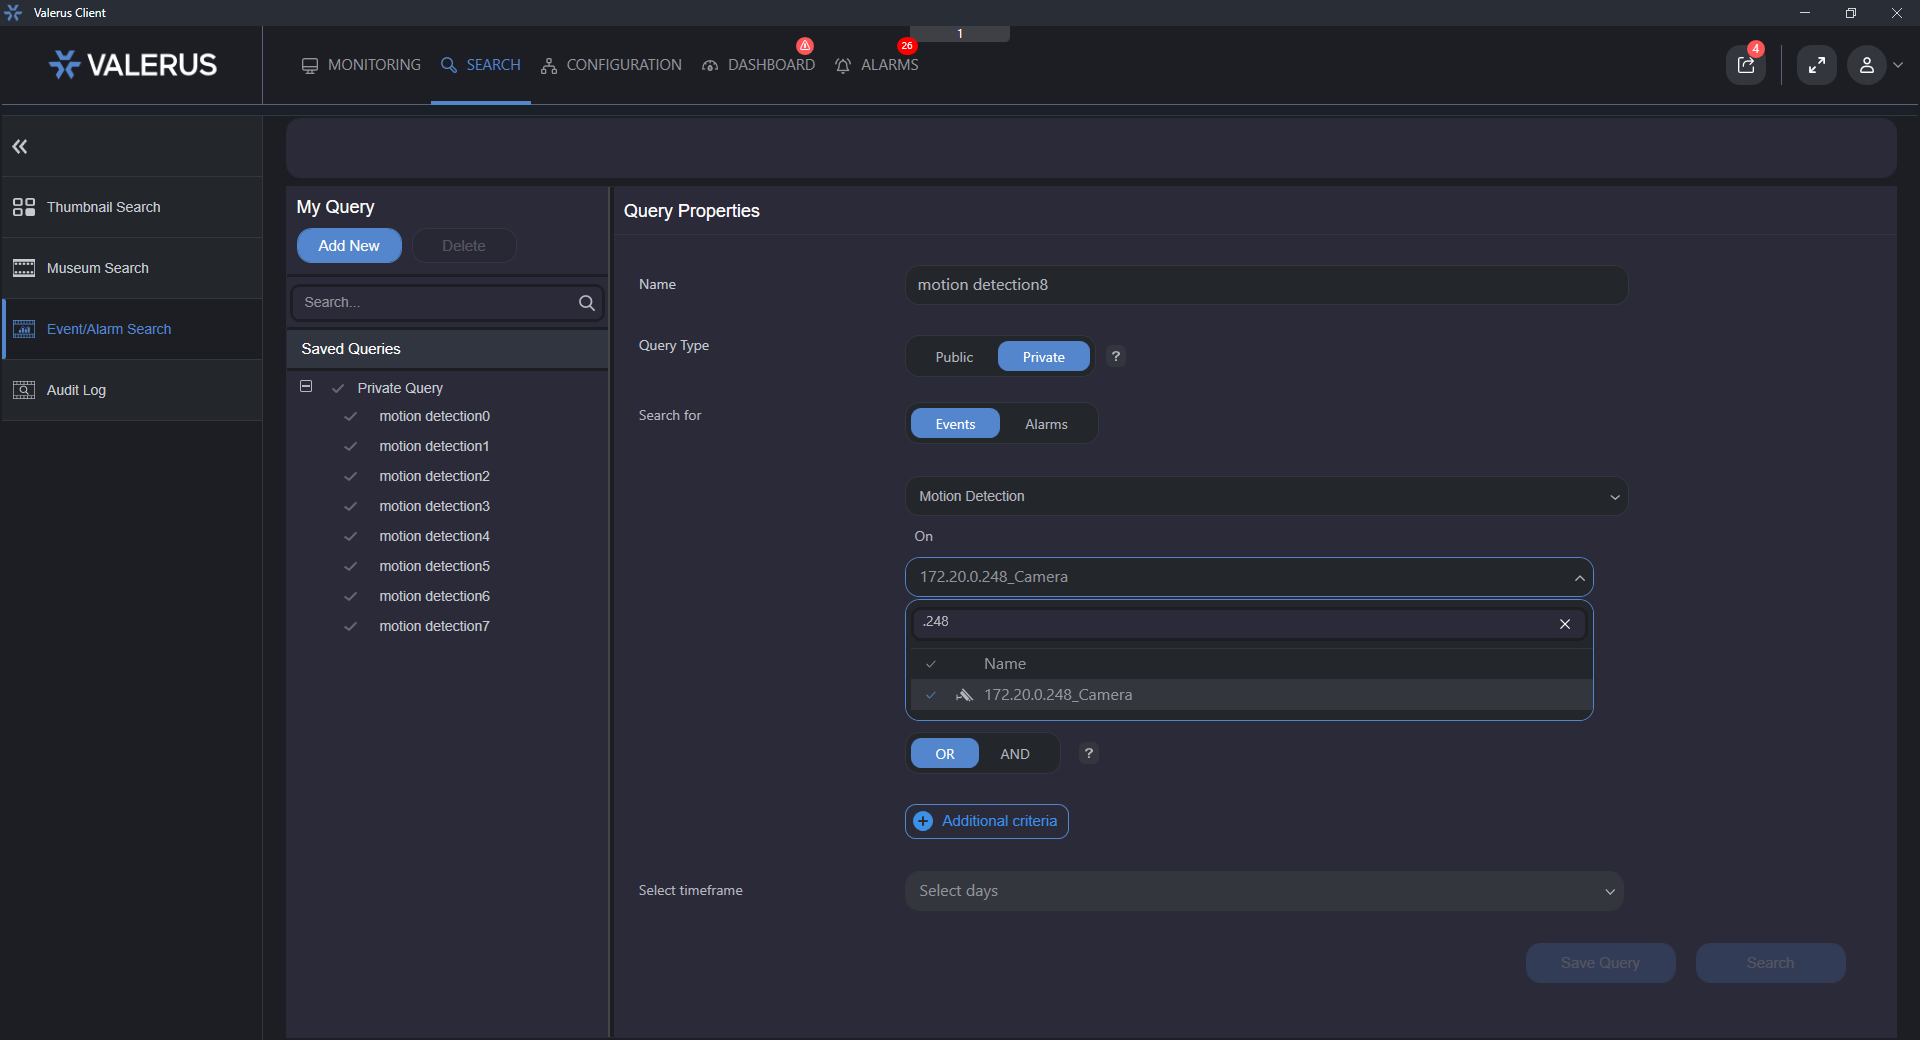 Valerus Client
1
VALERUS
MONITORING
SEARCH
CONFIGURATION
DASHBOARD
26
ALARMS
4
Thumbnail Search
Museum Search
Event/Alarm Search
Audit Log
My Query
Add New
Delete
Search...
Saved Queries
Private Query
motion detection0
motion detection1
motion detection2
motion detection3
motion detection4
motion detection5
motion detection6
motion detection7
Query Properties
Name
motion detection8
Query Type
Public
Private
?
Search for
Events
Alarms
Motion Detection
On
172.20.0.248_Camera
.248
Name
172.20.0.248_Camera
OR
AND
?
Additional criteria
Select timeframe
Select days
Save Query
Search